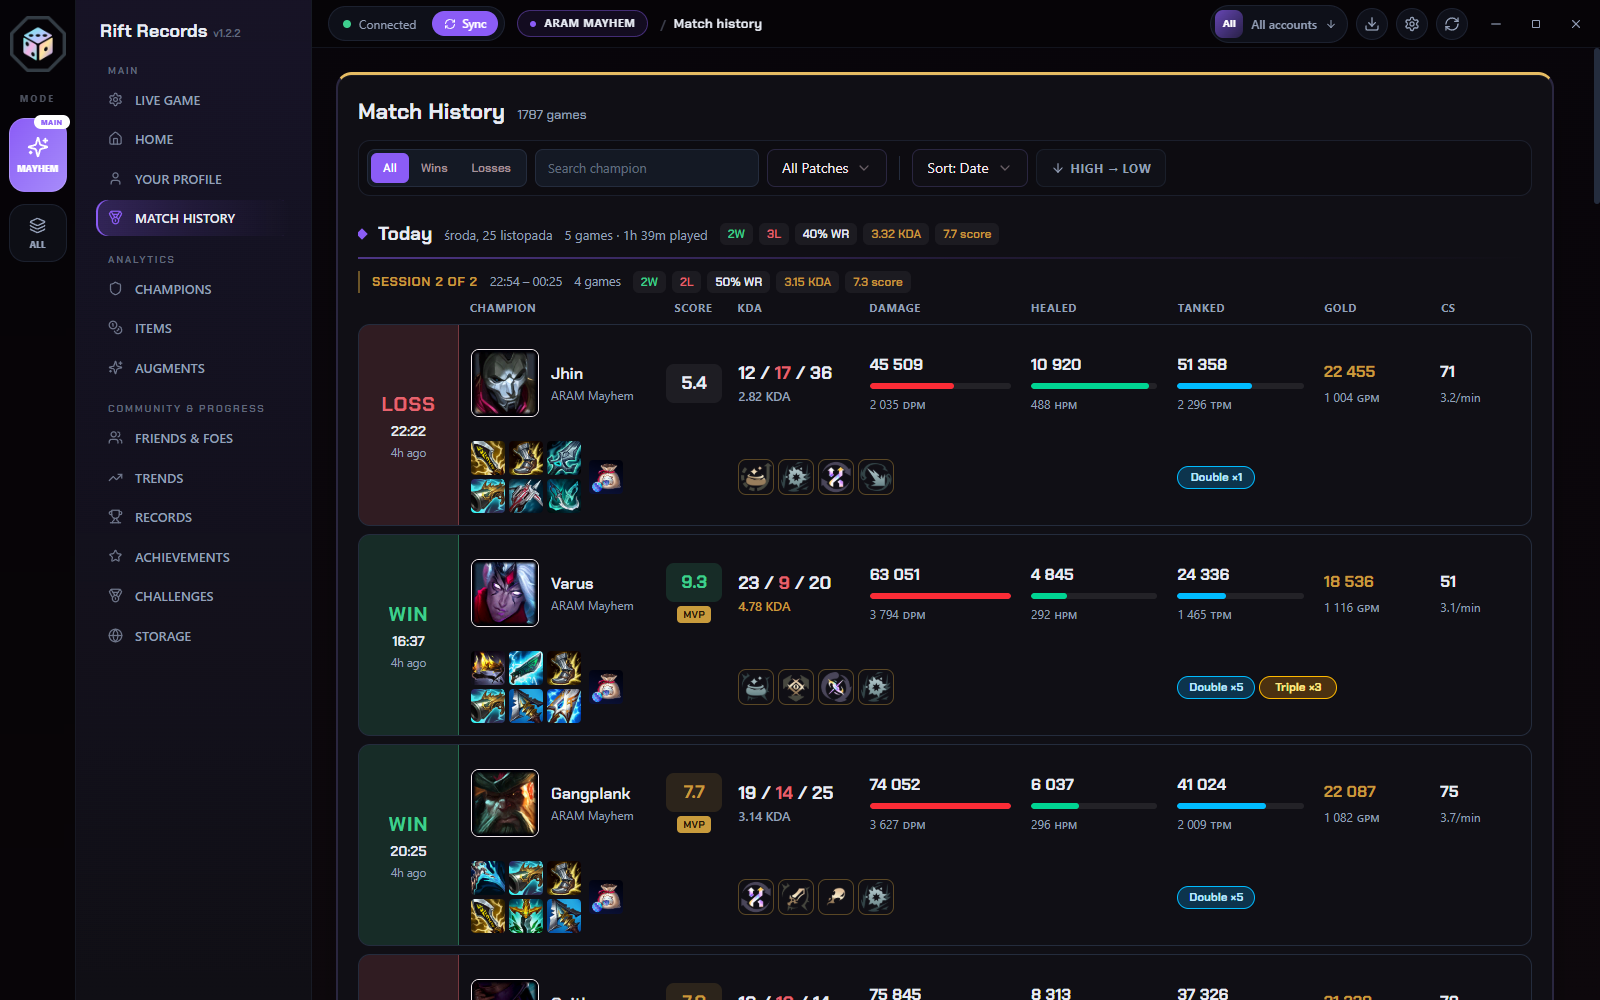 Rift Records v1.2.2
Connected
Sync
ARAM MAYHEM
/ Match history
All
All accounts
MODE
MAIN
MAYHEM
ALL
MAIN
LIVE GAME
HOME
YOUR PROFILE
MATCH HISTORY
ANALYTICS
CHAMPIONS
ITEMS
AUGMENTS
COMMUNITY & PROGRESS
FRIENDS & FOES
TRENDS
RECORDS
ACHIEVEMENTS
CHALLENGES
STORAGE
Match History 1787 games
All Wins Losses
Search champion
All Patches
Sort: Date
↓ HIGH → LOW
Today środa, 25 listopada 5 games · 1h 39m played 2W 3L 40% WR 3.32 KDA 7.7 score
SESSION 2 OF 2 22:54 – 00:25 4 games 2W 2L 50% WR 3.15 KDA 7.3 score
CHAMPION SCORE KDA DAMAGE HEALED TANKED GOLD CS
LOSS
22:22
4h ago
Jhin
ARAM Mayhem
5.4
12 / 17 / 36
2.82 KDA
45 509
2 035 DPM
10 920
488 HPM
51 358
2 296 TPM
22 455
1 004 GPM
71
3.2/min
Double ×1
WIN
16:37
4h ago
Varus
ARAM Mayhem
9.3
MVP
23 / 9 / 20
4.78 KDA
63 051
3 794 DPM
4 845
292 HPM
24 336
1 465 TPM
18 536
1 116 GPM
51
3.1/min
Double ×5
Triple ×3
WIN
20:25
4h ago
Gangplank
ARAM Mayhem
7.7
MVP
19 / 14 / 25
3.14 KDA
74 052
3 627 DPM
6 037
296 HPM
41 024
2 009 TPM
22 087
1 082 GPM
75
3.7/min
Double ×5
75 845
8 313
37 326